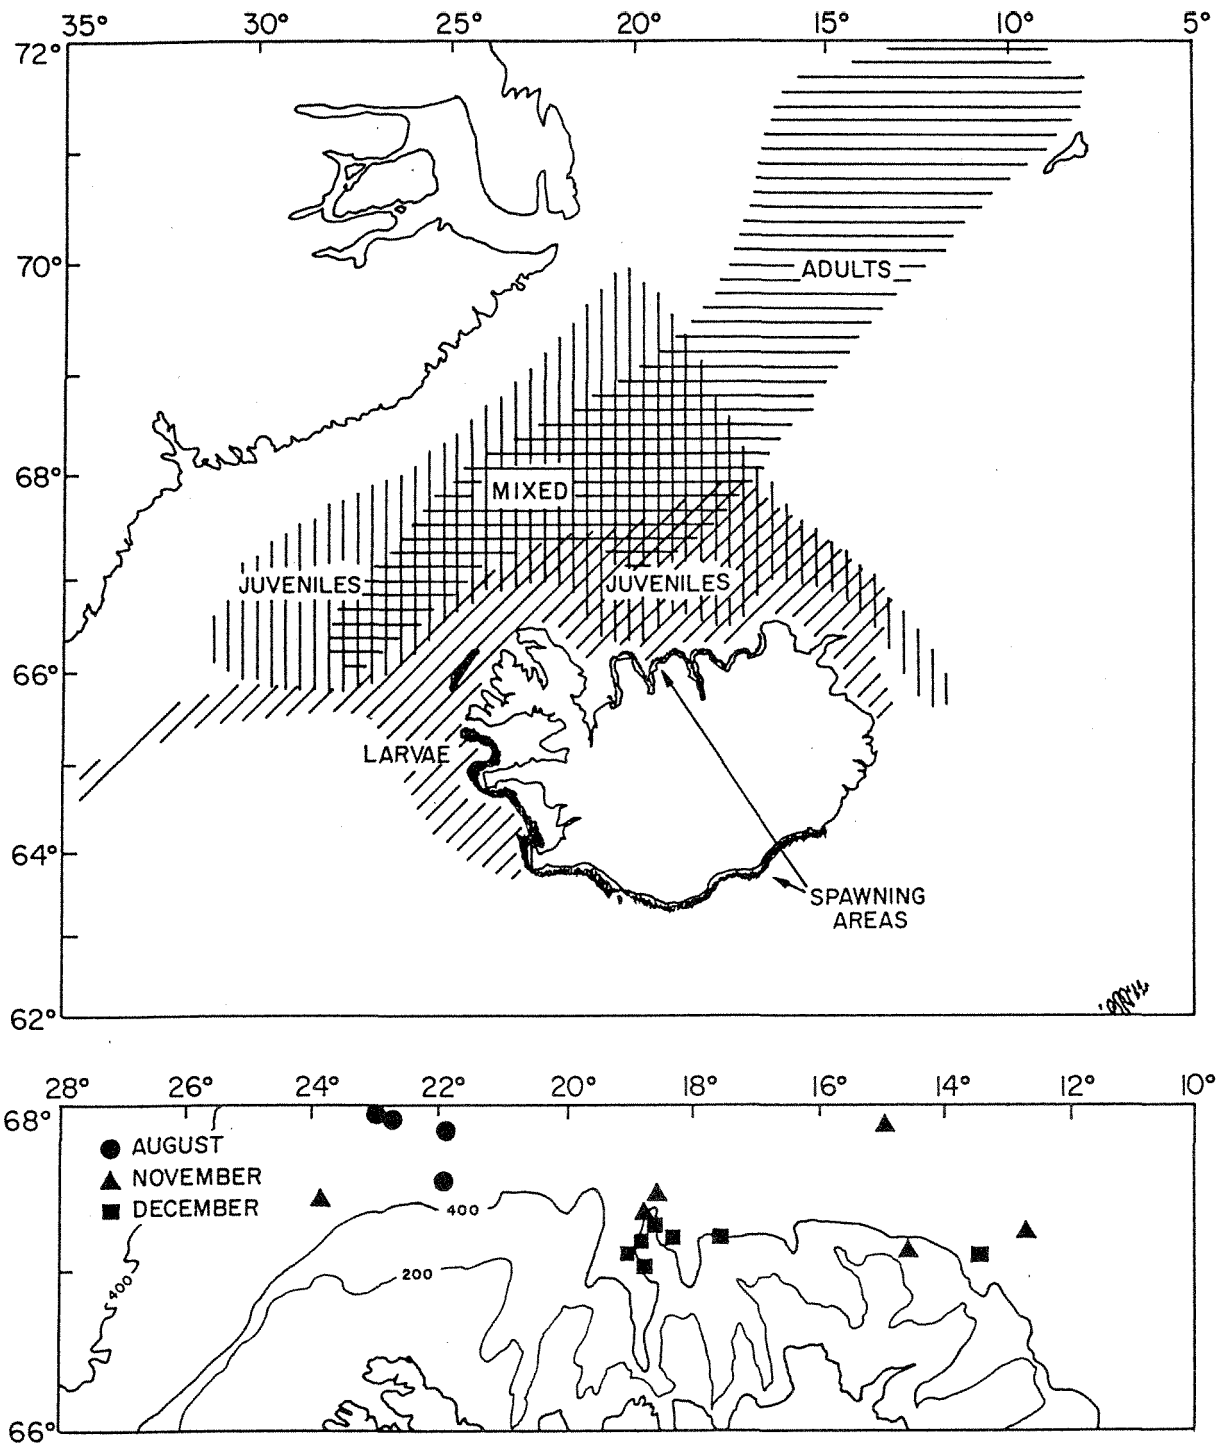 35° 30° 25° 20° 15° 10° 5°
72°
ADULTS
70°
68°
MIXED
JUVENILES
JUVENILES
66°
LARVAE
64°
SPAWNING
AREAS
62°
28° 26° 24° 22° 20° 18° 16° 14° 12° 10°
68°
AUGUST
NOVEMBER
DECEMBER
400
200
400
66°